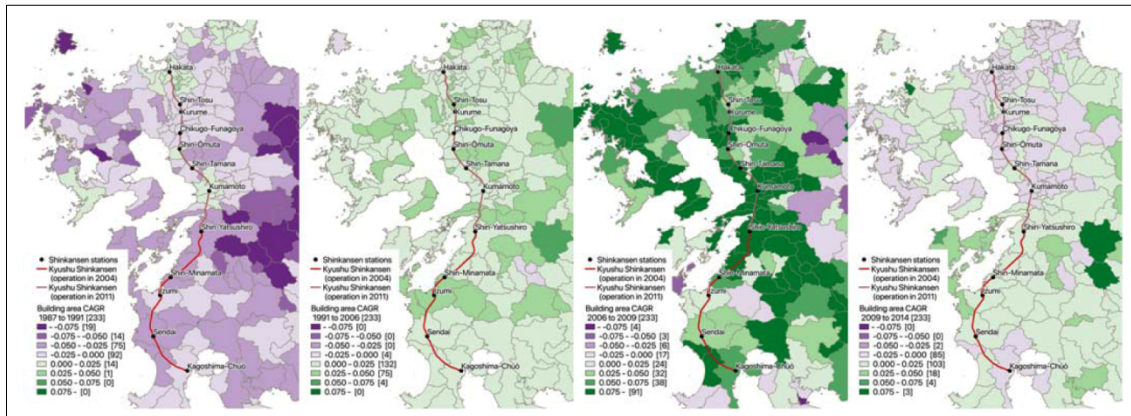 Hakata
Shin-Tosu
Kurume
Chikugo-Funagoya
Shin-Omuta
Shin-Tamana
Kumamoto
Shin-Yatsushiro
Shin-Minamata
Izumi
Sendai
Kagoshima-Chuo
Shinkansen stations
Kyushu Shinkansen
(operation in 2004)
Kyushu Shinkansen
(operation in 2011)
Building area CAGR
1987 to 1991 [233]
- -0.075 [19]
-0.075 - -0.050 [14]
-0.050 - -0.025 [75]
-0.025 - 0.000 [92]
0.000 - 0.025 [14]
0.025 - 0.050 [1]
0.050 - 0.075 [0]
0.075 - [0]
Hakata
Shin-Tosu
Kurume
Chikugo-Funagoya
Shin-Omuta
Shin-Tamana
Kumamoto
Shin-Yatsushiro
Shin-Minamata
Izumi
Sendai
Kagoshima-Chuo
Shinkansen stations
Kyushu Shinkansen
(operation in 2004)
Kyushu Shinkansen
(operation in 2011)
Building area CAGR
1991 to 2006 [233]
- -0.075 [0]
-0.075 - -0.050 [0]
-0.050 - -0.025 [0]
-0.025 - 0.000 [4]
0.000 - 0.025 [132]
0.025 - 0.050 [75]
0.050 - 0.075 [4]
0.075 - [0]
Hakata
Shin-Tosu
Kurume
Chikugo-Funagoya
Shin-Omuta
Shin-Tamana
Kumamoto
Shin-Yatsushiro
Shin-Minamata
Izumi
Sendai
Kagoshima-Chuo
Shinkansen stations
Kyushu Shinkansen
(operation in 2004)
Kyushu Shinkansen
(operation in 2011)
Building area CAGR
2006 to 2009 [233]
- -0.075 [4]
-0.075 - -0.050 [3]
-0.050 - -0.025 [6]
-0.025 - 0.000 [17]
0.000 - 0.025 [24]
0.025 - 0.050 [32]
0.050 - 0.075 [38]
0.075 - [91]
Hakata
Shin-Tosu
Kurume
Chikugo-Funagoya
Shin-Omuta
Shin-Tamana
Kumamoto
Shin-Yatsushiro
Shin-Minamata
Izumi
Sendai
Kagoshima-Chuo
Shinkansen stations
Kyushu Shinkansen
(operation in 2004)
Kyushu Shinkansen
(operation in 2011)
Building area CAGR
2009 to 2014 [233]
- -0.075 [0]
-0.075 - -0.050 [0]
-0.050 - -0.025 [2]
-0.025 - 0.000 [85]
0.000 - 0.025 [103]
0.025 - 0.050 [18]
0.050 - 0.075 [4]
0.075 - [3]